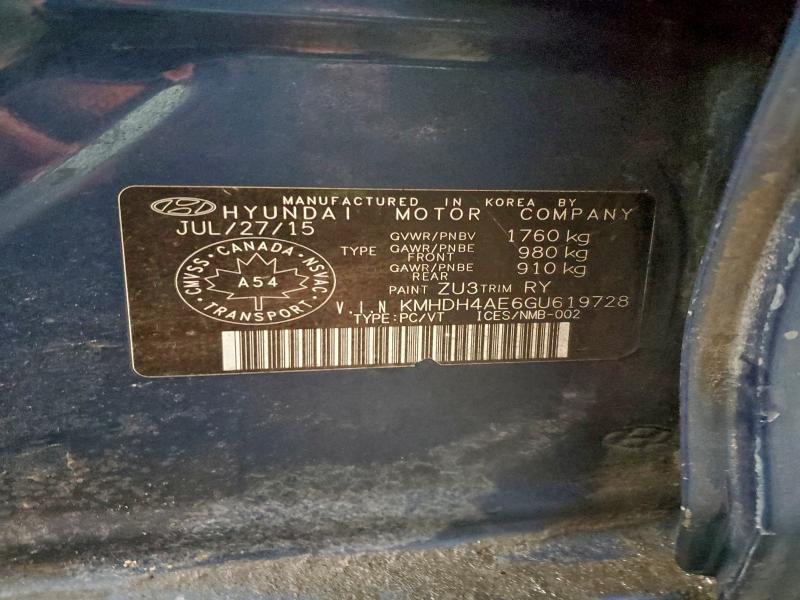 MANUFACTURED IN KOREA BY
HYUNDAI MOTOR COMPANY
JUL/27/15
CMVSS · CANADA · NSVAC
A54
· TRANSPORT ·
TYPE
GVWR/PNBV 1760 kg
GAWR/PNBE FRONT 980 kg
GAWR/PNBE REAR 910 kg
PAINT ZU3 TRIM RY
V.I.N KMHDH4AE6GU619728
TYPE:PC/VT ICES/NMB-002